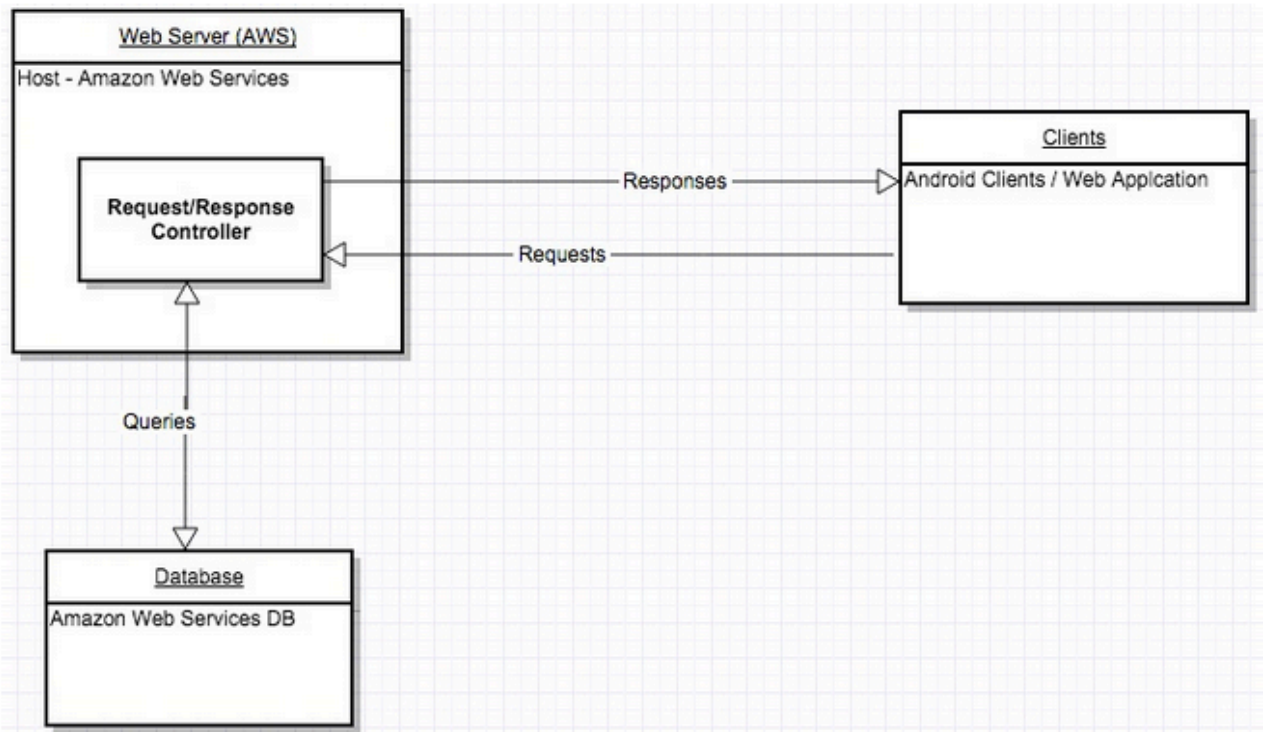 Web Server (AWS)
Host - Amazon Web Services
Request/Response
Controller
Responses
Requests
Clients
Android Clients / Web Applcation
Queries
Database
Amazon Web Services DB